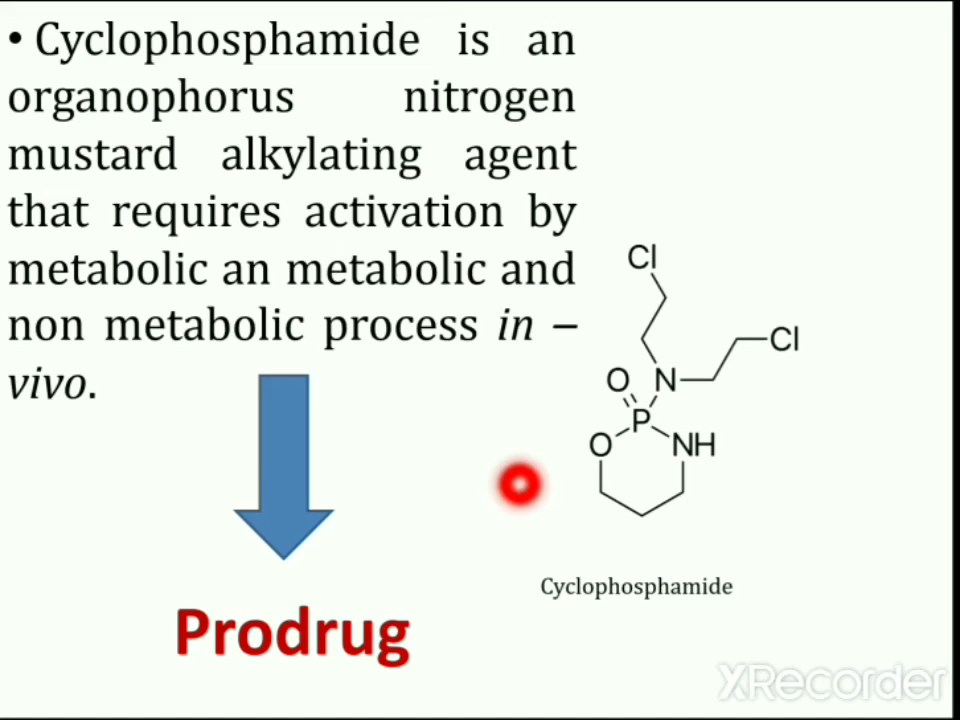 • Cyclophosphamide is an
organophorus nitrogen
mustard alkylating agent
that requires activation by
metabolic an metabolic and
non metabolic process in –
vivo.
Prodrug
Cl
Cl
O N
P
O NH
Cyclophosphamide
XRecorder